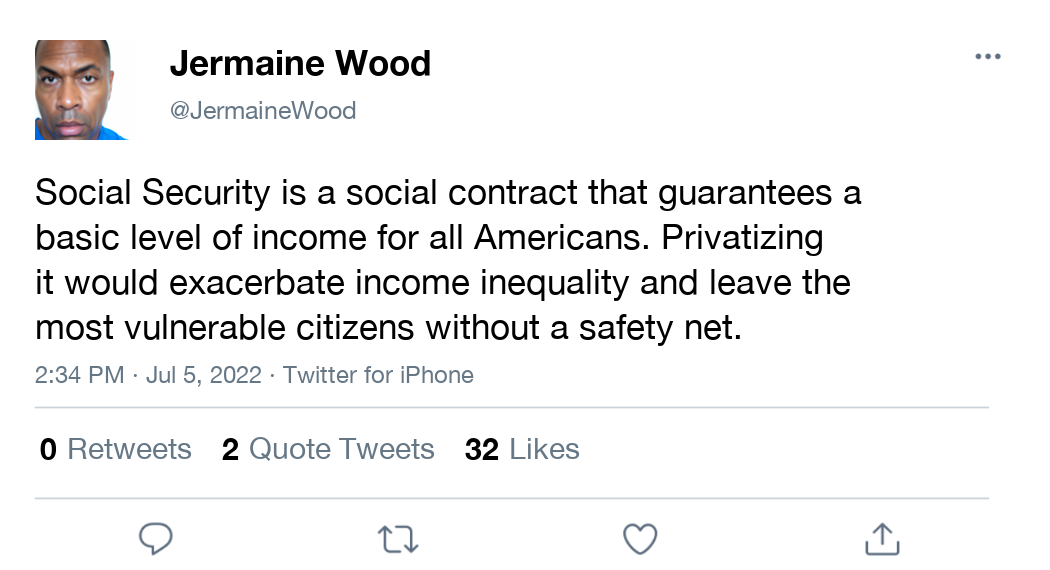 Jermaine Wood
@JermaineWood
Social Security is a social contract that guarantees a
basic level of income for all Americans. Privatizing
it would exacerbate income inequality and leave the
most vulnerable citizens without a safety net.
2:34 PM · Jul 5, 2022 · Twitter for iPhone
0 Retweets 2 Quote Tweets 32 Likes